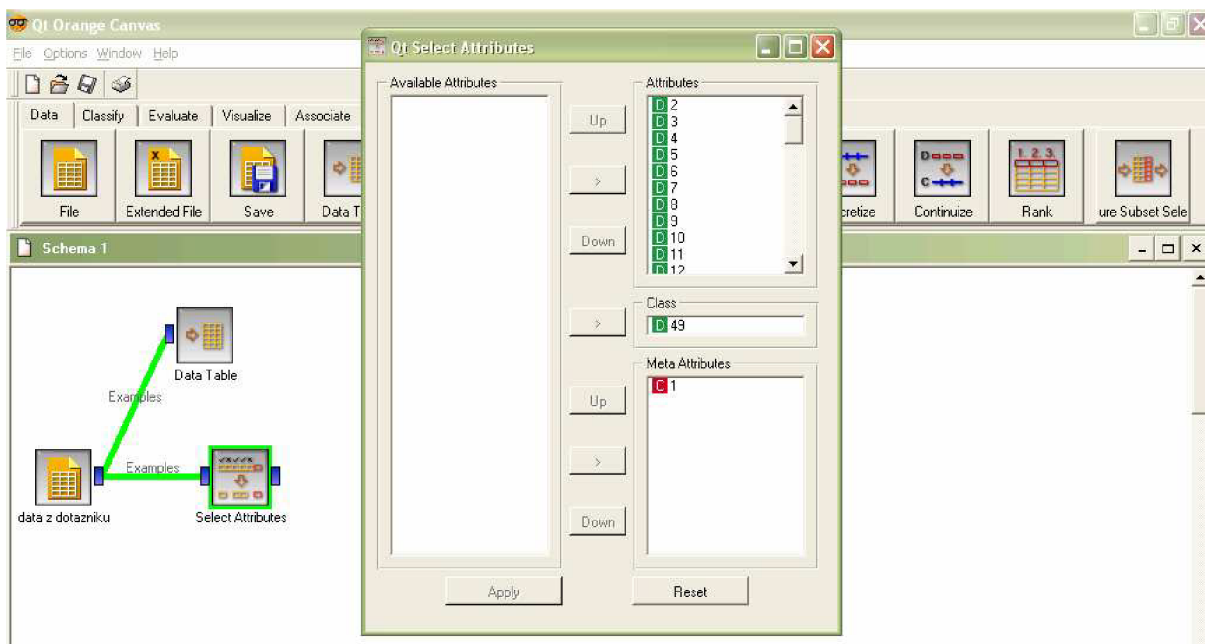 Qt Orange Canvas
File Options Window Help
Data Classify Evaluate Visualize Associate
File Extended File Save Data T
cretize Continuize Rank ure Subset Sele
1. 2. 3.
Schema 1
Data Table
Examples
Examples
data z dotazniku
Select Attributes
Qt Select Attributes
Available Attributes
Up
>
Down
>
Up
>
Down
Apply
Attributes
D 2
D 3
D 4
D 5
D 6
D 7
D 8
D 9
D 10
D 11
D 12
Class
D 49
Meta Attributes
C 1
Reset